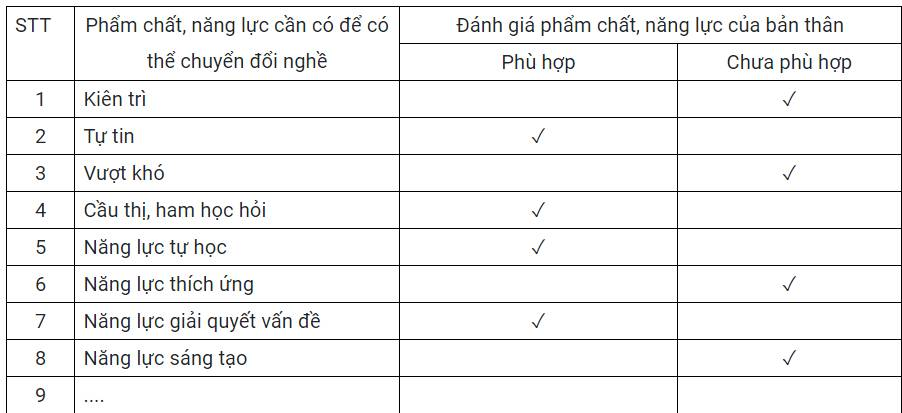 STT Phẩm chất, năng lực cần có để có thể chuyển đổi nghề Đánh giá phẩm chất, năng lực của bản thân
Phù hợp Chưa phù hợp
1 Kiên trì ✓
2 Tự tin ✓
3 Vượt khó ✓
4 Cầu thị, ham học hỏi ✓
5 Năng lực tự học ✓
6 Năng lực thích ứng ✓
7 Năng lực giải quyết vấn đề ✓
8 Năng lực sáng tạo ✓
9 ....